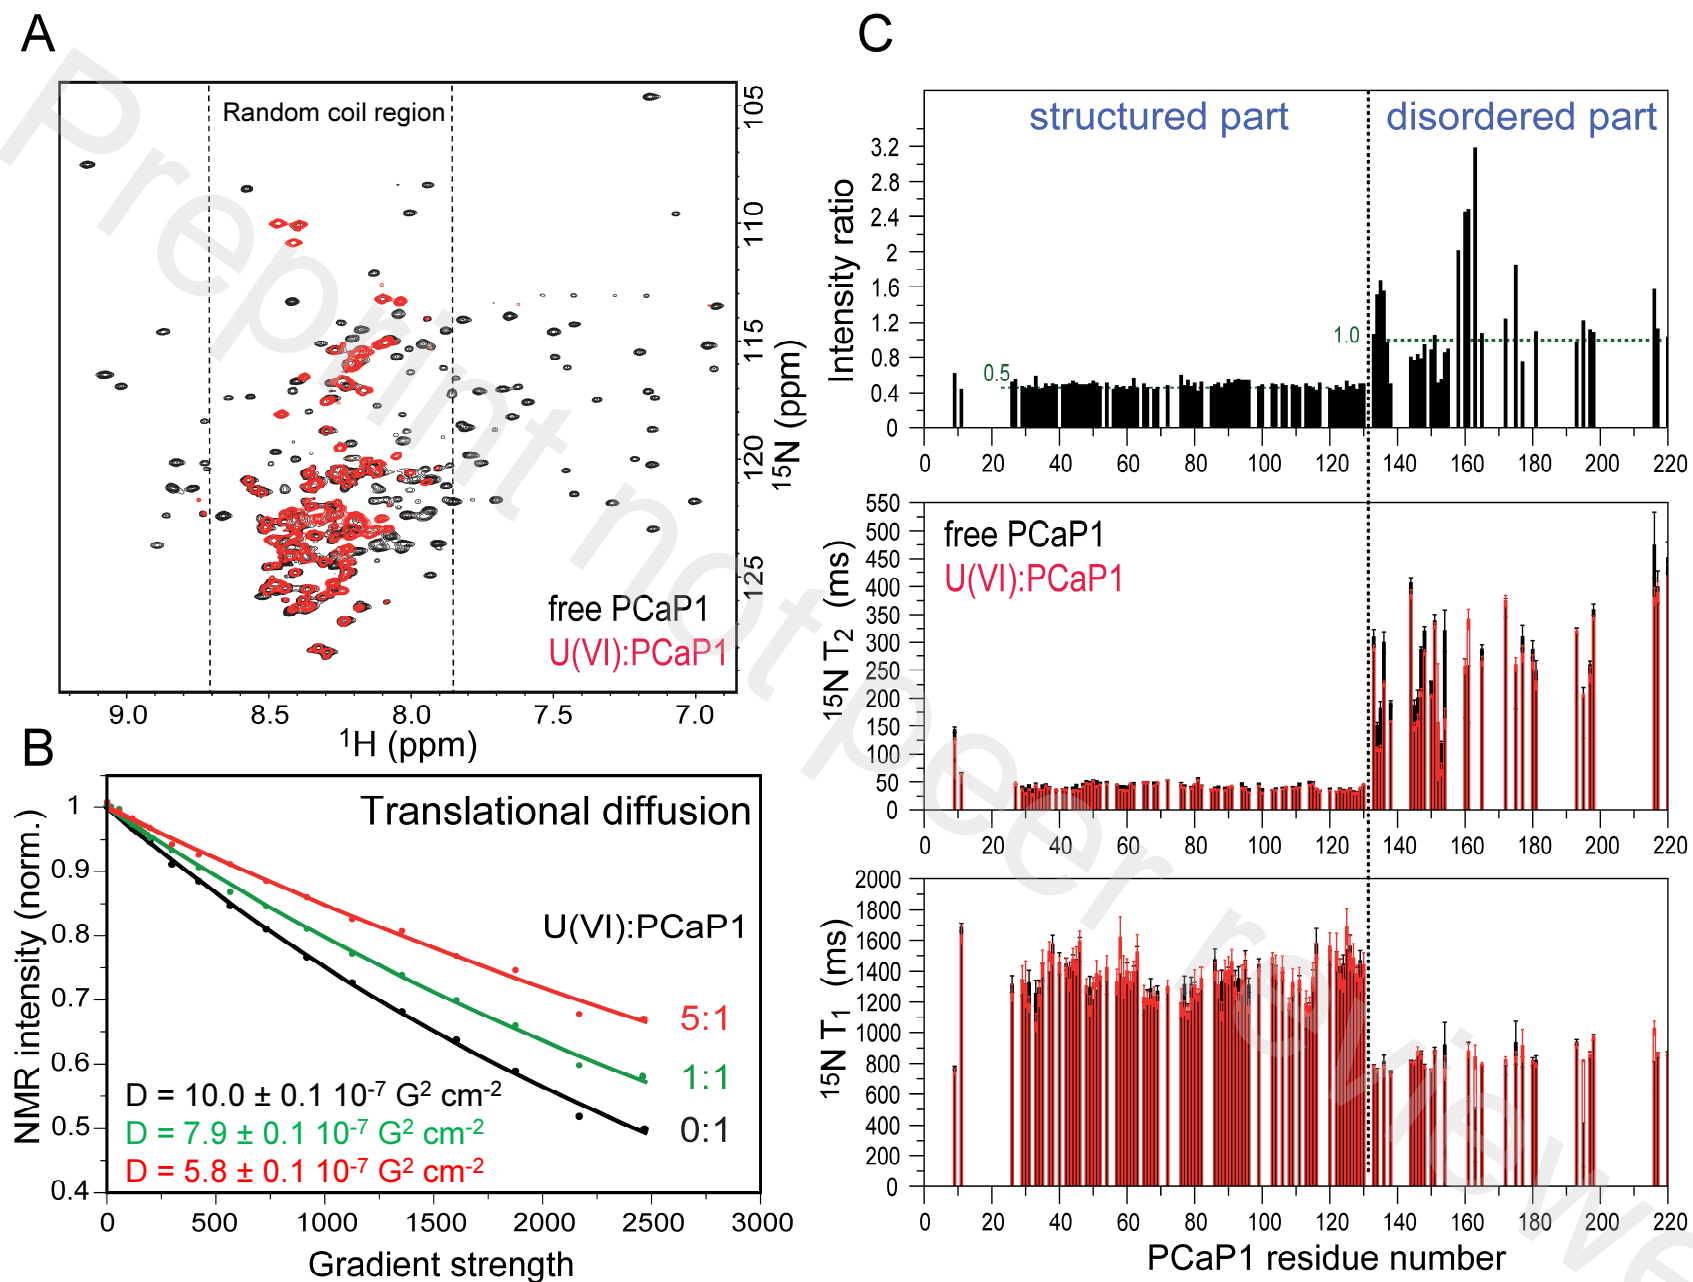 A
Random coil region
105
110
115
120
125
15N (ppm)
free PCaP1
U(VI):PCaP1
9.0 8.5 8.0 7.5 7.0
1H (ppm)
B
Translational diffusion
U(VI):PCaP1
5:1
1:1
0:1
D = 10.0 ± 0.1 10-7 G2 cm-2
D = 7.9 ± 0.1 10-7 G2 cm-2
D = 5.8 ± 0.1 10-7 G2 cm-2
1
0.9
0.8
0.7
0.6
0.5
0.4
NMR intensity (norm.)
0 500 1000 1500 2000 2500 3000
Gradient strength
C
structured part disordered part
3.2
2.8
2.4
2
1.6
1.2
0.8
0.4
0
Intensity ratio
0.5
1.0
0 20 40 60 80 100 120 140 160 180 200 220
free PCaP1
U(VI):PCaP1
550
500
450
400
350
300
250
200
150
100
50
0
15N T2 (ms)
0 20 40 60 80 100 120 140 160 180 200 220
2000
1800
1600
1400
1200
1000
800
600
400
200
0
15N T1 (ms)
0 20 40 60 80 100 120 140 160 180 200 220
PCaP1 residue number
Preprint not peer reviewe